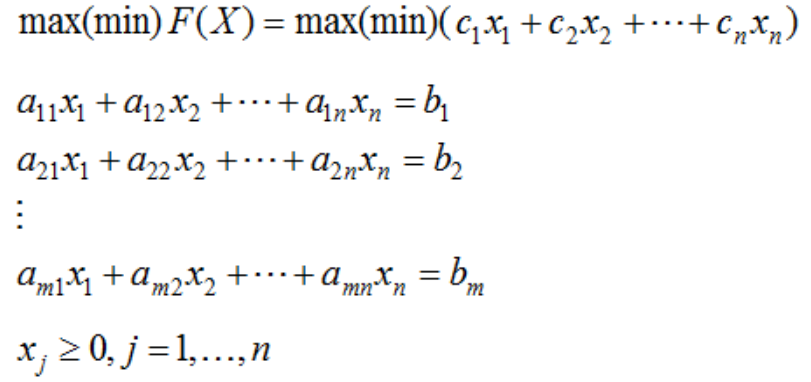 max(min) F(X) = max(min)(c₁x₁ + c₂x₂ + ⋯ + cₙxₙ)
a₁₁x₁ + a₁₂x₂ + ⋯ + a₁ₙxₙ = b₁
a₂₁x₁ + a₂₂x₂ + ⋯ + a₂ₙxₙ = b₂
⋮
aₘ₁x₁ + aₘ₂x₂ + ⋯ + aₘₙxₙ = bₘ
xⱼ ≥ 0, j = 1,…,n